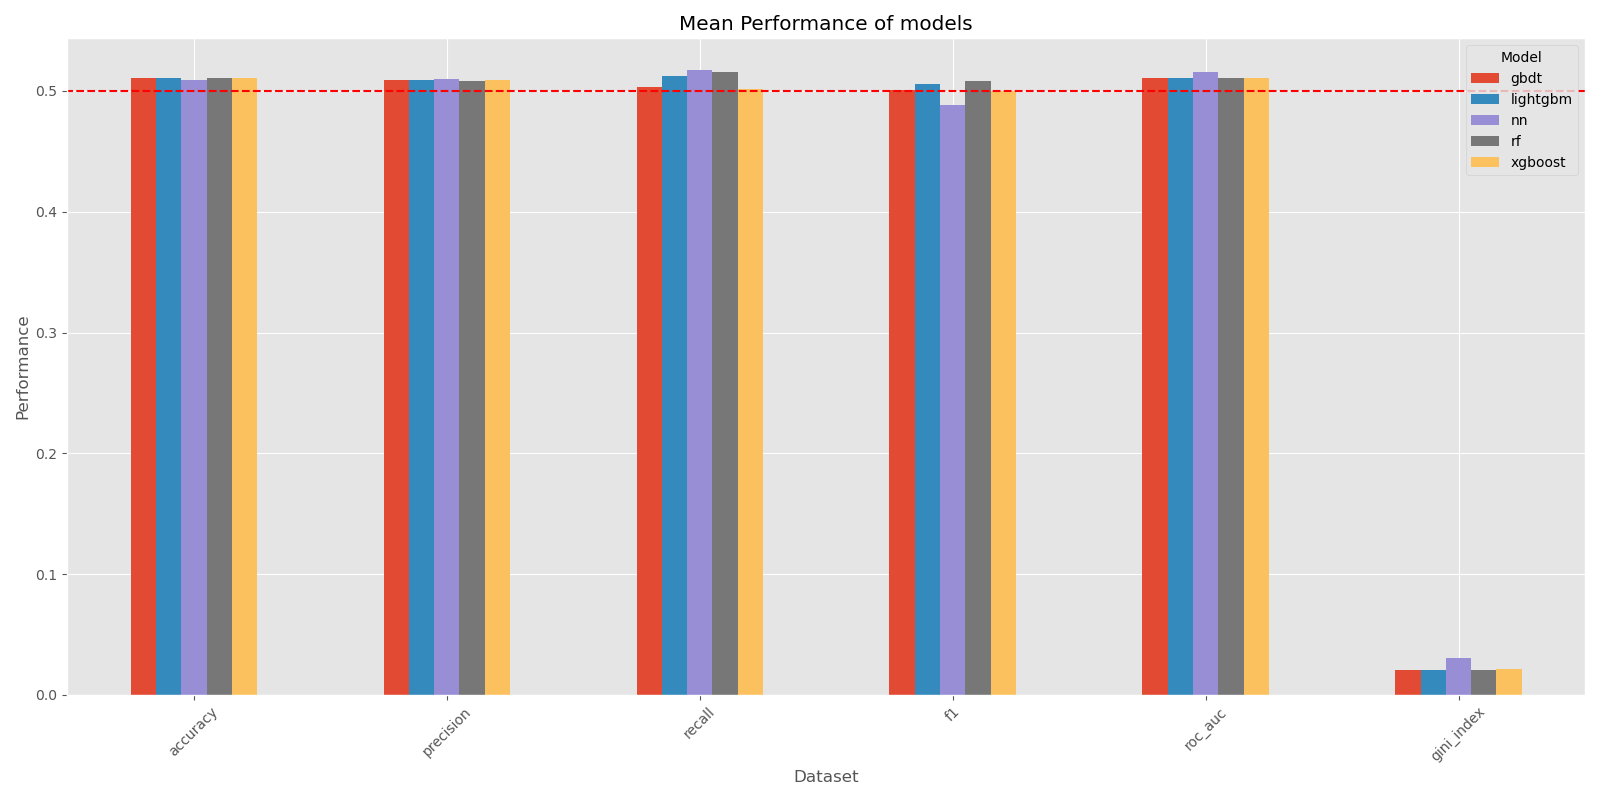 Mean Performance of models
Model
gbdt
lightgbm
nn
rf
xgboost
Performance
0.5
0.4
0.3
0.2
0.1
0.0
accuracy
precision
recall
f1
roc_auc
gini_index
Dataset